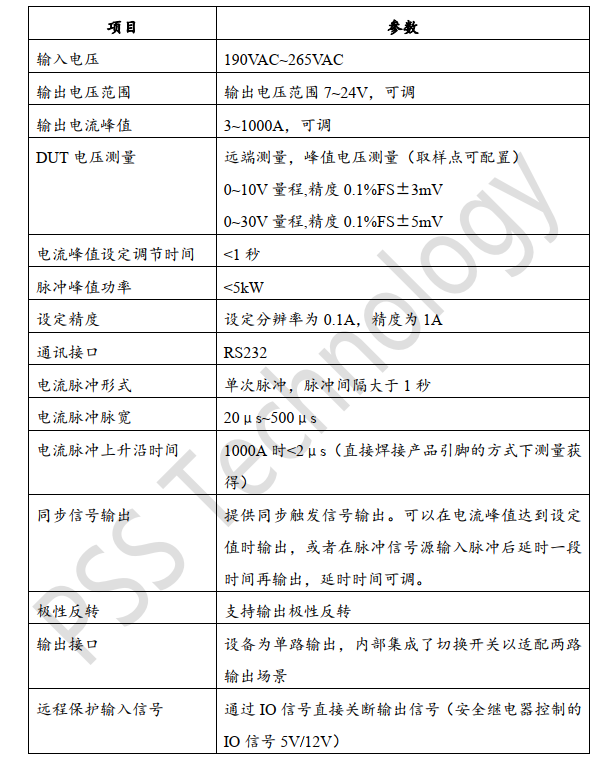 项目 参数
输入电压 190VAC~265VAC
输出电压范围 输出电压范围 7~24V，可调
输出电流峰值 3~1000A，可调
DUT 电压测量 远端测量，峰值电压测量（取样点可配置）
0~10V 量程,精度 0.1%FS±3mV
0~30V 量程,精度 0.1%FS±5mV
电流峰值设定调节时间 <1 秒
脉冲峰值功率 <5kW
设定精度 设定分辨率为 0.1A，精度为 1A
通讯接口 RS232
电流脉冲形式 单次脉冲，脉冲间隔大于 1 秒
电流脉冲脉宽 20μs~500μs
电流脉冲上升沿时间 1000A 时<2μs（直接焊接产品引脚的方式下测量获
得）
同步信号输出 提供同步触发信号输出。可以在电流峰值达到设定
值时输出，或者在脉冲信号源输入脉冲后延时一段
时间再输出，延时时间可调。
极性反转 支持输出极性反转
输出接口 设备为单路输出，内部集成了切换开关以适配两路
输出场景
远程保护输入信号 通过 IO 信号直接关断输出信号（安全继电器控制的
IO 信号 5V/12V）
PSS Technology